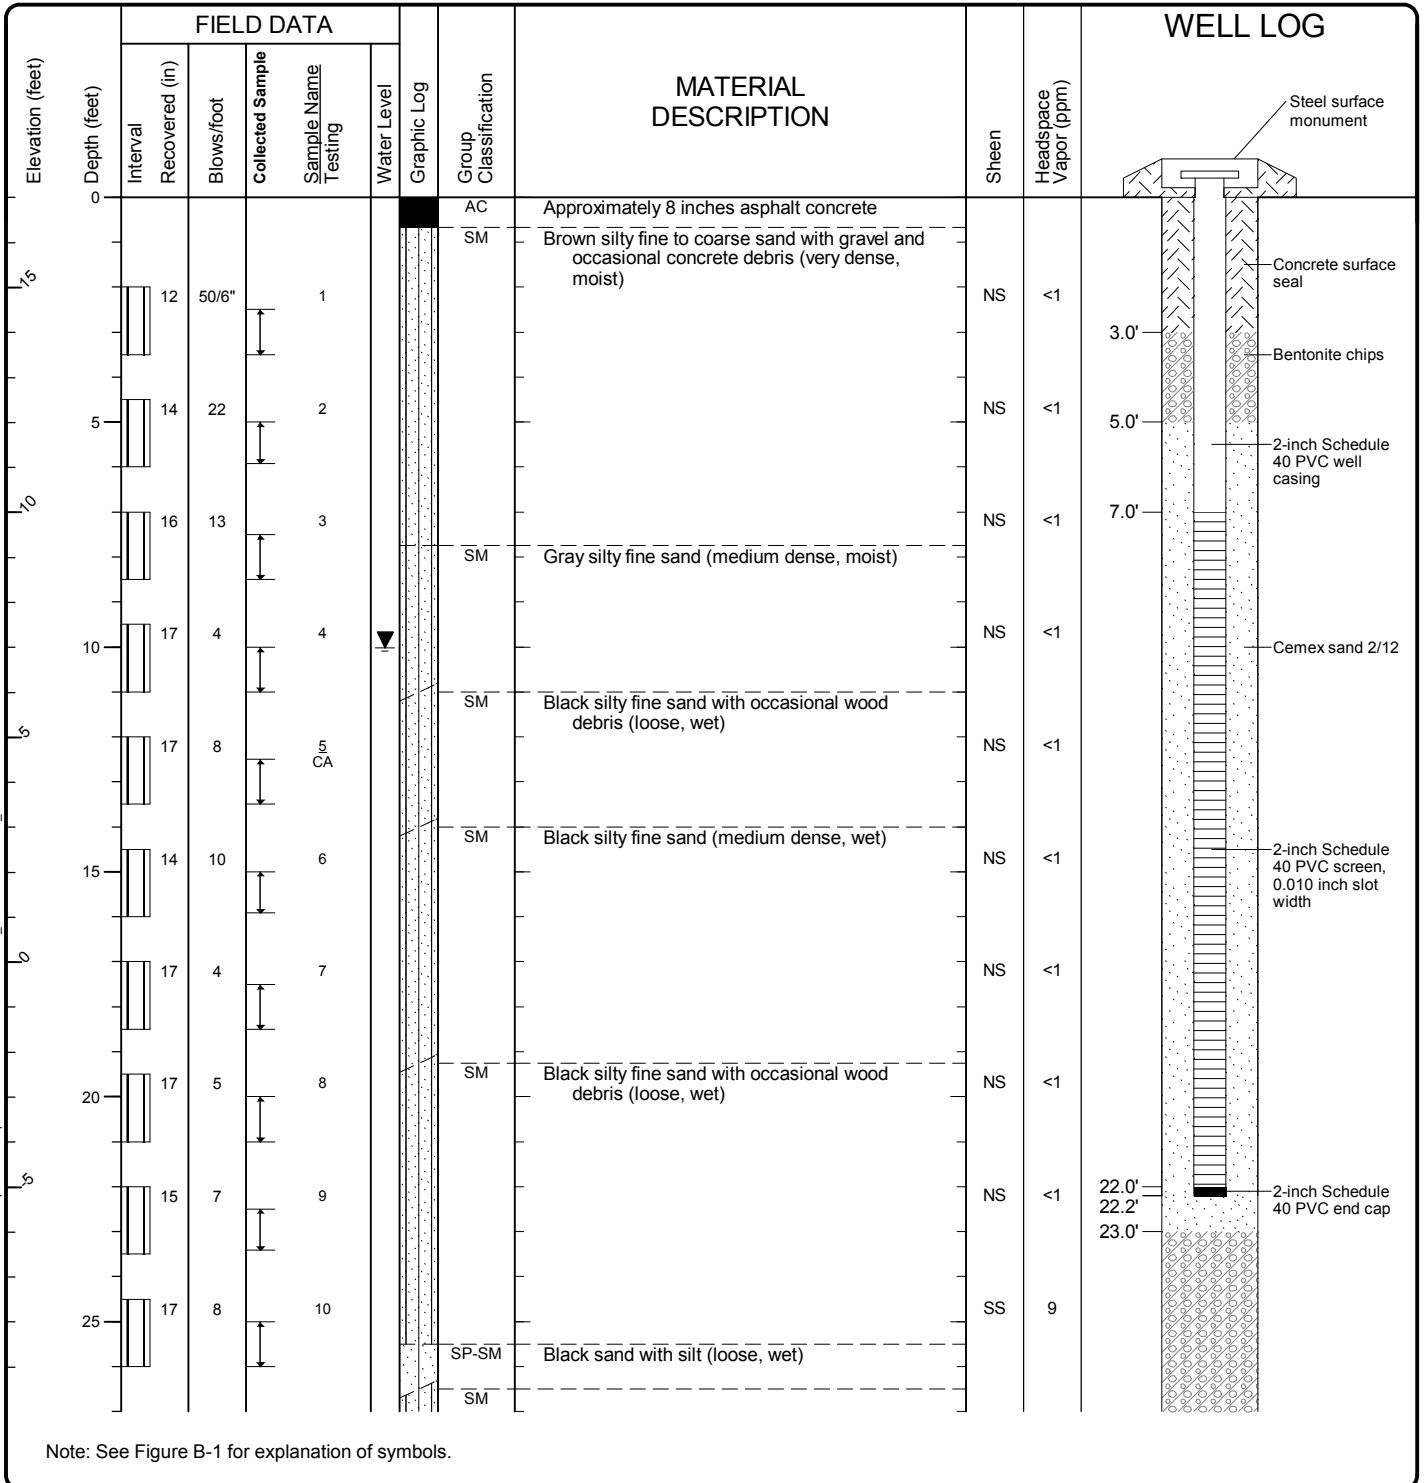 FIELD DATA
WELL LOG
Elevation (feet)
Depth (feet)
Interval
Recovered (in)
Blows/foot
Collected Sample
Sample Name
Testing
Water Level
Graphic Log
Group
Classification
MATERIAL
DESCRIPTION
Sheen
Headspace
Vapor (ppm)
Steel surface
monument
0
AC
Approximately 8 inches asphalt concrete
SM
Brown silty fine to coarse sand with gravel and
occasional concrete debris (very dense,
moist)
Concrete surface
seal
15
12
50/6"
1
NS
<1
3.0'
Bentonite chips
14
22
2
NS
<1
5
5.0'
2-inch Schedule
40 PVC well
casing
10
16
13
3
NS
<1
7.0'
SM
Gray silty fine sand (medium dense, moist)
17
4
4
NS
<1
10
Cemex sand 2/12
SM
Black silty fine sand with occasional wood
debris (loose, wet)
5
17
8
5
CA
NS
<1
SM
Black silty fine sand (medium dense, wet)
14
10
6
NS
<1
15
2-inch Schedule
40 PVC screen,
0.010 inch slot
width
0
17
4
7
NS
<1
SM
Black silty fine sand with occasional wood
debris (loose, wet)
17
5
8
NS
<1
20
-5
15
7
9
NS
<1
22.0'
22.2'
23.0'
2-inch Schedule
40 PVC end cap
17
8
10
SS
9
25
SP-SM
Black sand with silt (loose, wet)
SM
Note: See Figure B-1 for explanation of symbols.